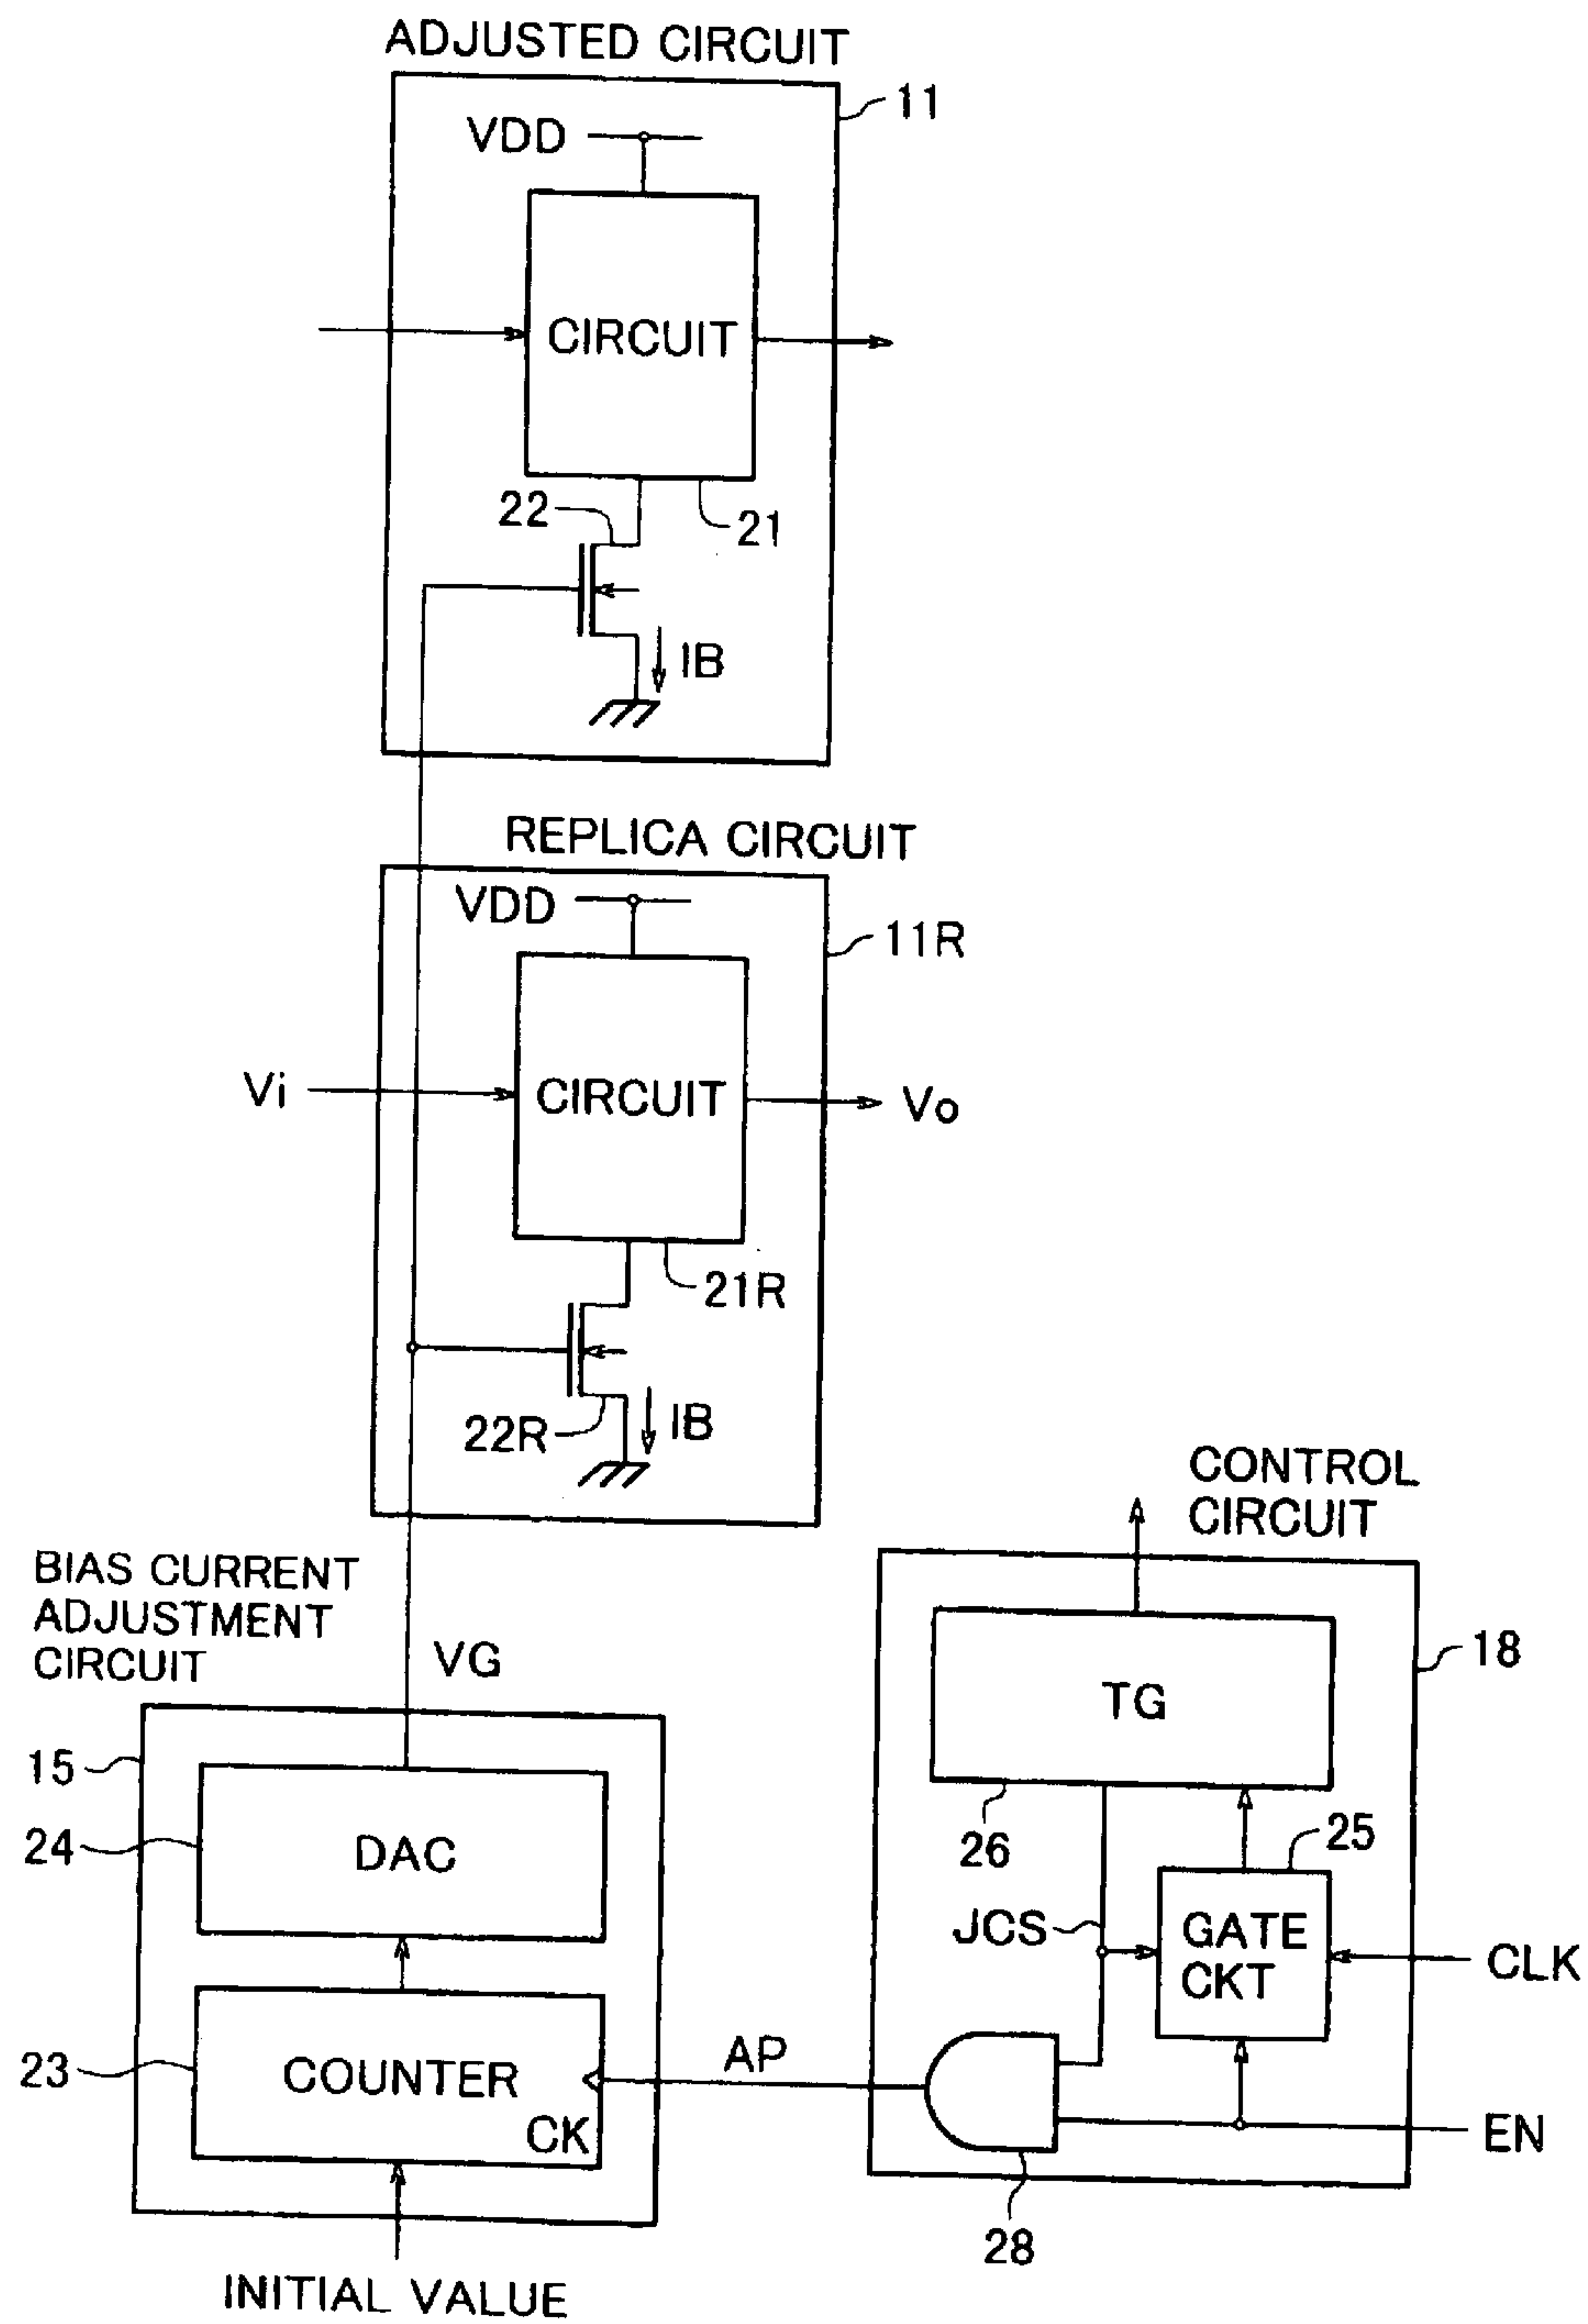 ADJUSTED CIRCUIT
11
VDD
CIRCUIT
22
21
IB
REPLICA CIRCUIT
VDD
11R
Vi
CIRCUIT
Vo
21R
22R
IB
CONTROL
CIRCUIT
BIAS CURRENT
ADJUSTMENT
CIRCUIT
VG
18
TG
15
24
DAC
26
25
JCS
GATE
CKT
CLK
23
COUNTER
CK
AP
EN
28
INITIAL VALUE